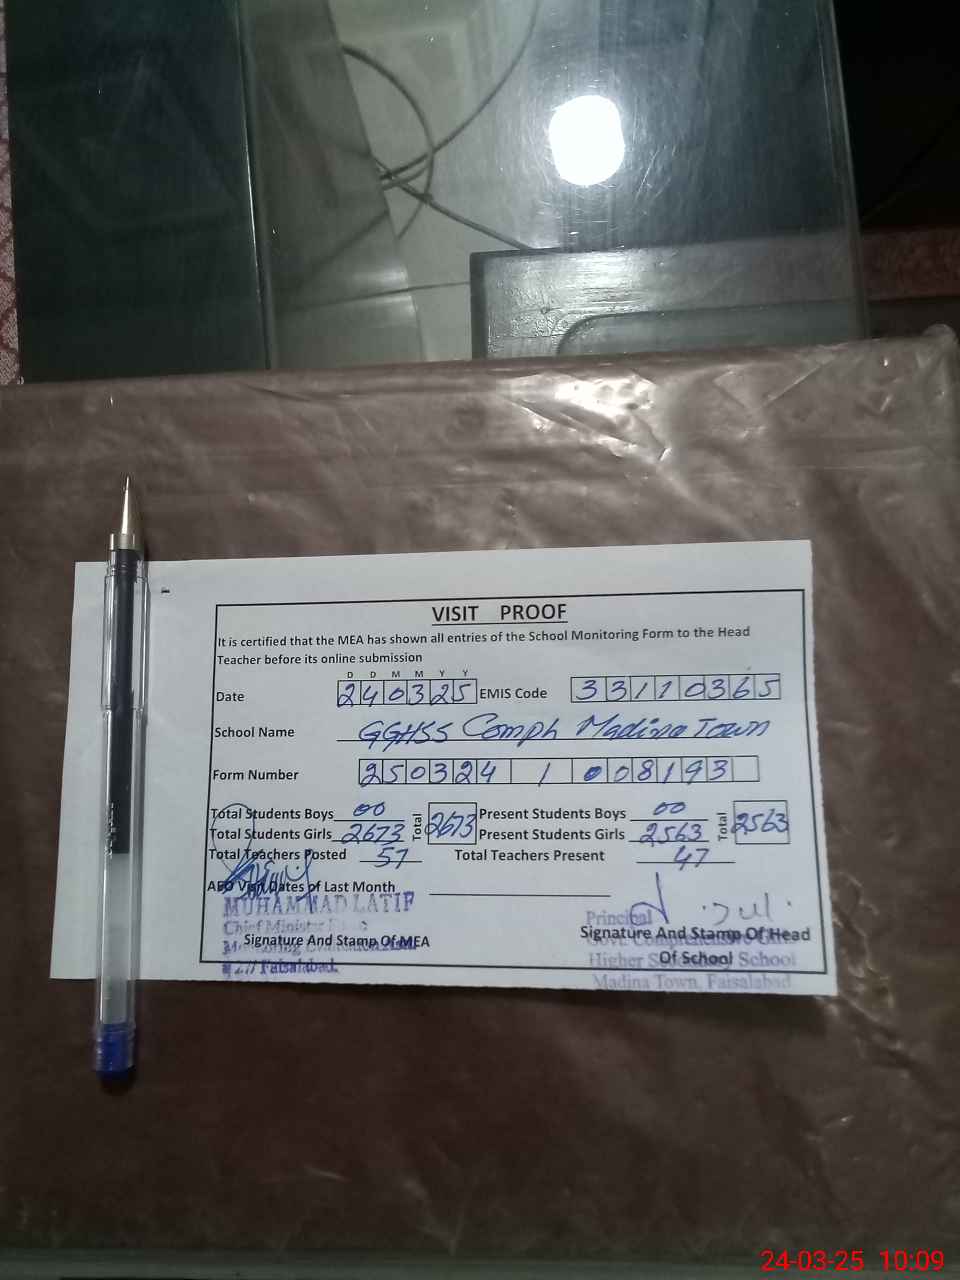 VISIT PROOF
It is certified that the MEA has shown all entries of the School Monitoring Form to the Head
Teacher before its online submission
D D M M Y Y
Date 240325 EMIS Code 33110365
School Name GGHSS Comph Madina Town
Form Number 250324 1 008193
Total Students Boys 00 Total 2673 Present Students Boys 00 Total 2563
Total Students Girls 2673 Present Students Girls 2563
Total Teachers Posted 57 Total Teachers Present 47
AEO Visit Dates of Last Month
MUHAMMAD LATIF
Chief Minister
Principal
Signature And Stamp Of MEA
Signature And Stamp Of Head
Of School
Govt. Comprehensive
Higher Secondary School
Faisalabad.
Madina Town, Faisalabad
24-03-25 10:09